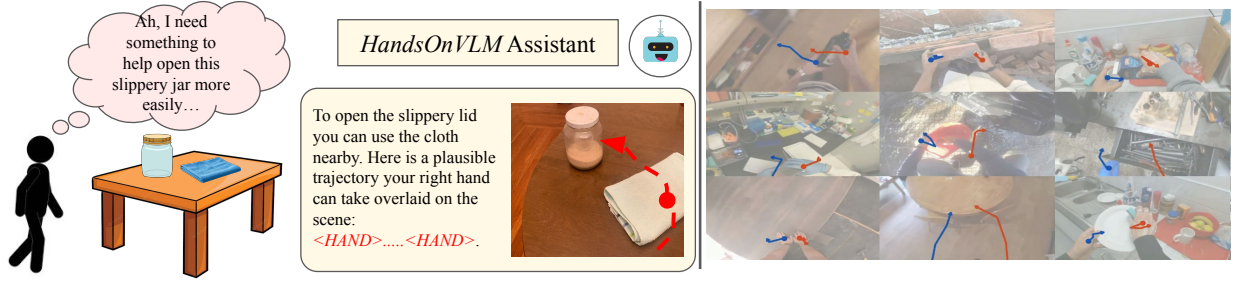 Ah, I need
something to
help open this
slippery jar more
easily…
HandsOnVLM Assistant
To open the slippery lid
you can use the cloth
nearby. Here is a plausible
trajectory your right hand
can take overlaid on the
scene:
<HAND>.....<HAND>.